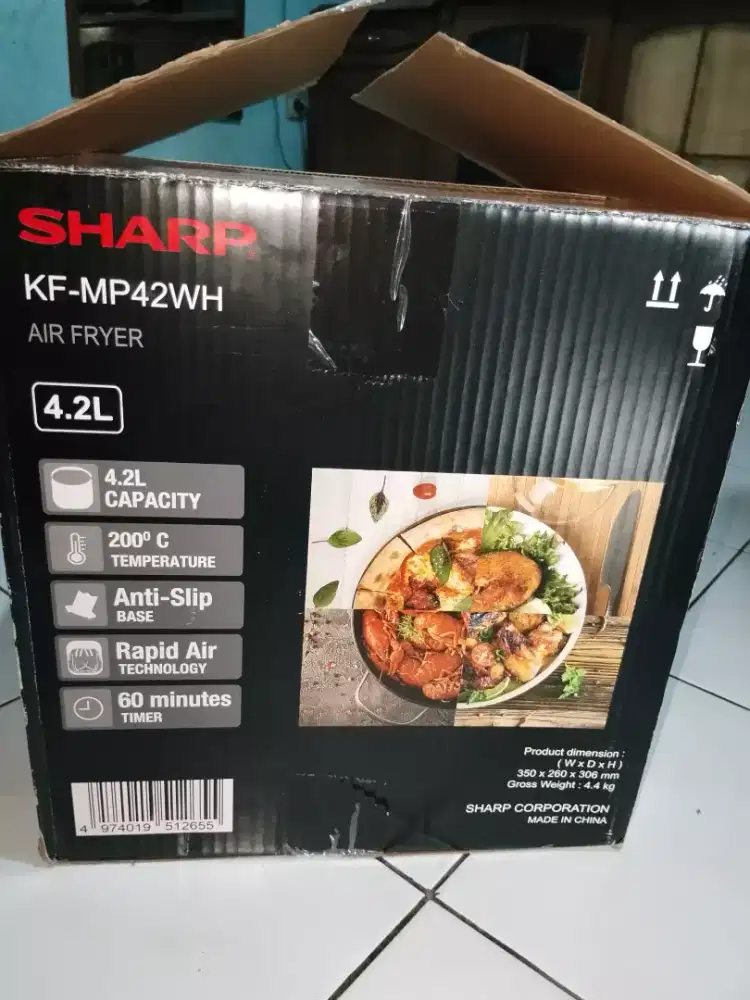 SHARP
KF-MP42WH
AIR FRYER
4.2L
4.2L
CAPACITY
200º C
TEMPERATURE
Anti-Slip
BASE
Rapid Air
TECHNOLOGY
60 minutes
TIMER
4 974019 512655
Product dimension :
( W x D x H )
350 x 260 x 306 mm
Gross Weight : 4.4 kg
SHARP CORPORATION
MADE IN CHINA